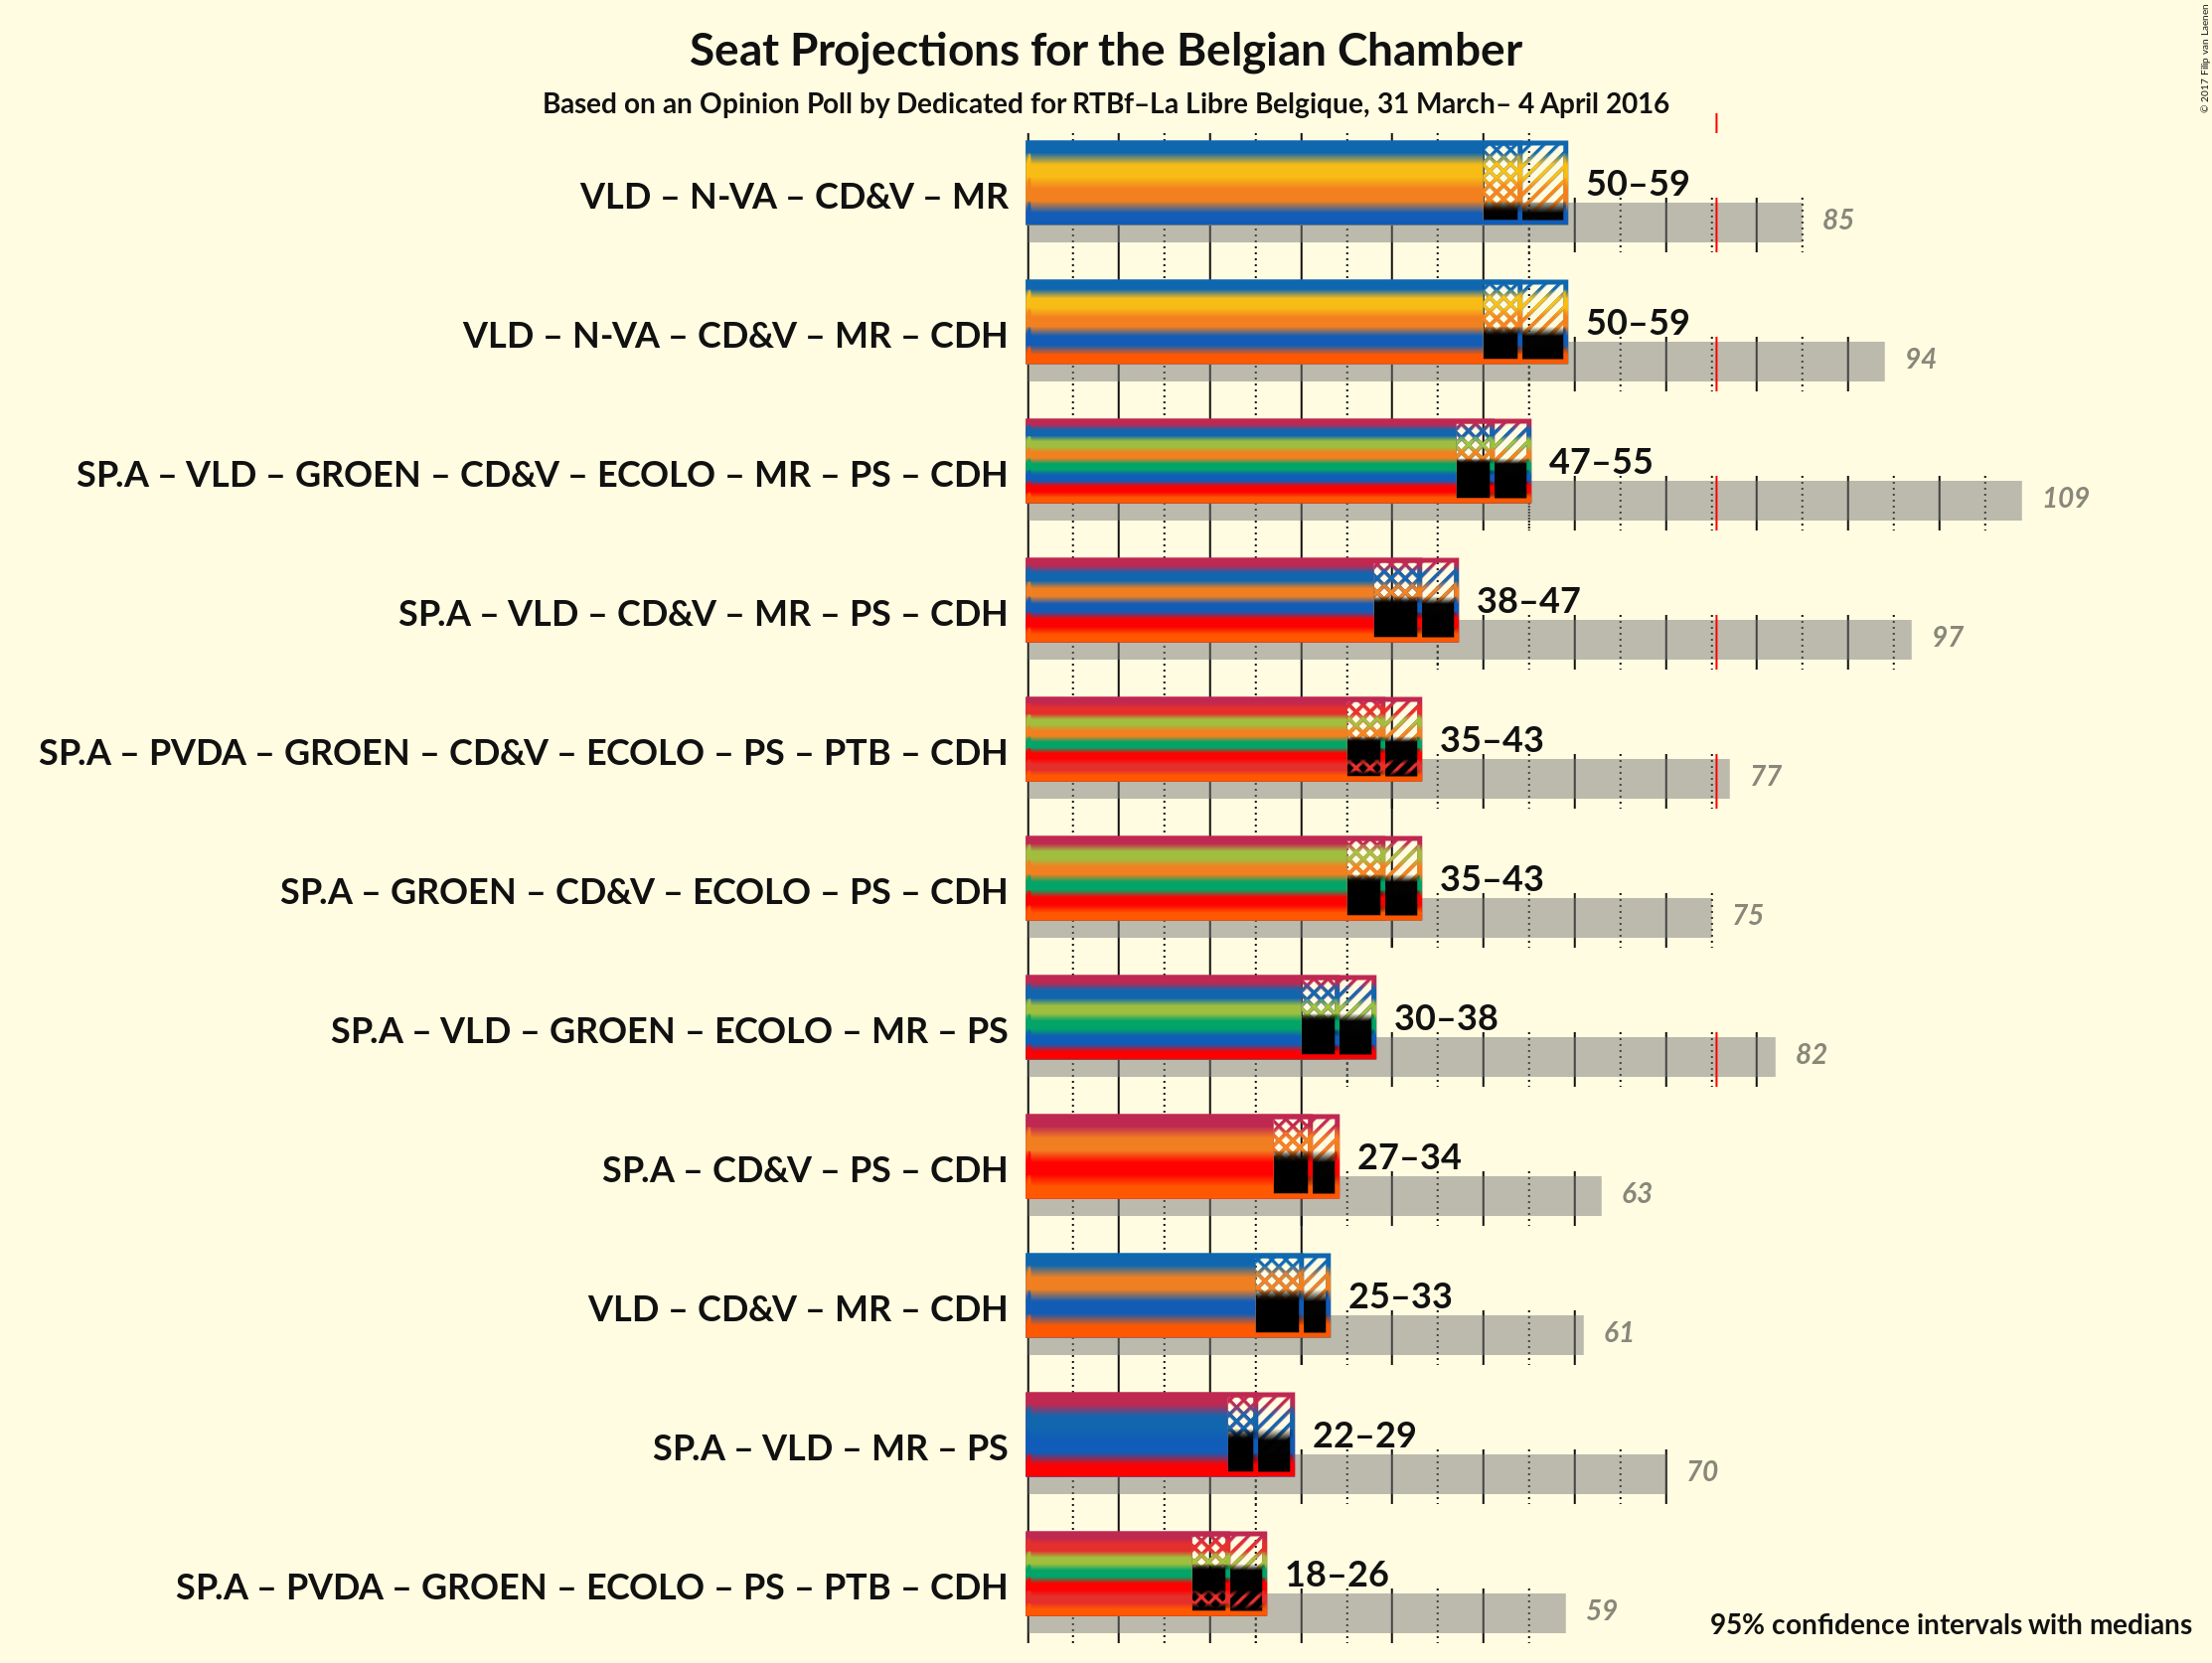 Seat Projections for the Belgian Chamber
Based on an Opinion Poll by Dedicated for RTBf–La Libre Belgique, 31 March– 4 April 2016
© 2017 Filip van Laenen
VLD – N-VA – CD&V – MR
50–59
85
VLD – N-VA – CD&V – MR – CDH
50–59
94
SP.A – VLD – GROEN – CD&V – ECOLO – MR – PS – CDH
47–55
109
SP.A – VLD – CD&V – MR – PS – CDH
38–47
97
SP.A – PVDA – GROEN – CD&V – ECOLO – PS – PTB – CDH
35–43
77
SP.A – GROEN – CD&V – ECOLO – PS – CDH
35–43
75
SP.A – VLD – GROEN – ECOLO – MR – PS
30–38
82
SP.A – CD&V – PS – CDH
27–34
63
VLD – CD&V – MR – CDH
25–33
61
SP.A – VLD – MR – PS
22–29
70
SP.A – PVDA – GROEN – ECOLO – PS – PTB – CDH
18–26
59
95% confidence intervals with medians